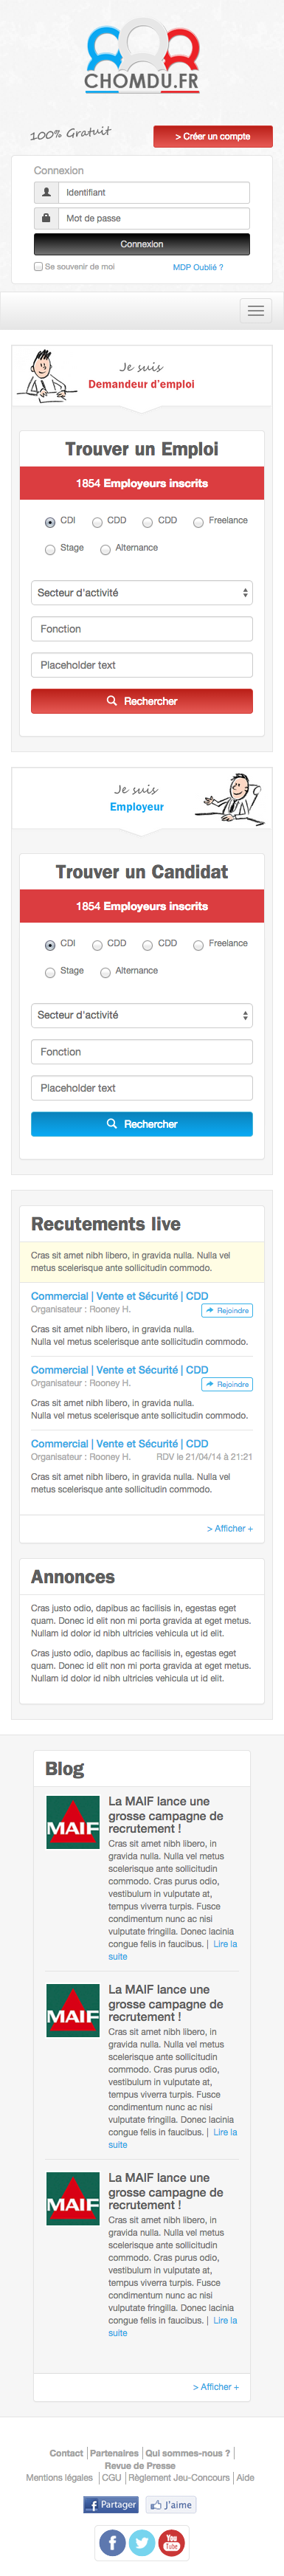 CHOMDU.FR
100% Gratuit
> Créer un compte
Connexion
Identifiant
Mot de passe
Connexion
Se souvenir de moi
MDP Oublié ?
Je suis
Demandeur d'emploi
Trouver un Emploi
1854 Employeurs inscrits
CDI CDD CDD Freelance
Stage Alternance
Secteur d'activité
Fonction
Placeholder text
Rechercher
Je suis
Employeur
Trouver un Candidat
1854 Employeurs inscrits
CDI CDD CDD Freelance
Stage Alternance
Secteur d'activité
Fonction
Placeholder text
Rechercher
Recutements live
Cras sit amet nibh libero, in gravida nulla. Nulla vel
metus scelerisque ante sollicitudin commodo.
Commercial | Vente et Sécurité | CDD
Organisateur : Rooney H. Rejoindre
Cras sit amet nibh libero, in gravida nulla.
Nulla vel metus scelerisque ante sollicitudin commodo.
Commercial | Vente et Sécurité | CDD
Organisateur : Rooney H. Rejoindre
Cras sit amet nibh libero, in gravida nulla.
Nulla vel metus scelerisque ante sollicitudin commodo.
Commercial | Vente et Sécurité | CDD
Organisateur : Rooney H. RDV le 21/04/14 à 21:21
Cras sit amet nibh libero, in gravida nulla. Nulla vel
metus scelerisque ante sollicitudin commodo.
> Afficher +
Annonces
Cras justo odio, dapibus ac facilisis in, egestas eget
quam. Donec id elit non mi porta gravida at eget metus.
Nullam id dolor id nibh ultricies vehicula ut id elit.
Cras justo odio, dapibus ac facilisis in, egestas eget
quam. Donec id elit non mi porta gravida at eget metus.
Nullam id dolor id nibh ultricies vehicula ut id elit.
Blog
MAIF
La MAIF lance une
grosse campagne de
recrutement !
Cras sit amet nibh libero, in
gravida nulla. Nulla vel metus
scelerisque ante sollicitudin
commodo. Cras purus odio,
vestibulum in vulputate at,
tempus viverra turpis. Fusce
condimentum nunc ac nisi
vulputate fringilla. Donec lacinia
congue felis in faucibus. | Lire la
suite
MAIF
La MAIF lance une
grosse campagne de
recrutement !
Cras sit amet nibh libero, in
gravida nulla. Nulla vel metus
scelerisque ante sollicitudin
commodo. Cras purus odio,
vestibulum in vulputate at,
tempus viverra turpis. Fusce
condimentum nunc ac nisi
vulputate fringilla. Donec lacinia
congue felis in faucibus. | Lire la
suite
MAIF
La MAIF lance une
grosse campagne de
recrutement !
Cras sit amet nibh libero, in
gravida nulla. Nulla vel metus
scelerisque ante sollicitudin
commodo. Cras purus odio,
vestibulum in vulputate at,
tempus viverra turpis. Fusce
condimentum nunc ac nisi
vulputate fringilla. Donec lacinia
congue felis in faucibus. | Lire la
suite
> Afficher +
Contact | Partenaires | Qui sommes-nous ? |
Revue de Presse
Mentions légales | CGU | Règlement Jeu-Concours | Aide
f Partager J'aime
f You Tube